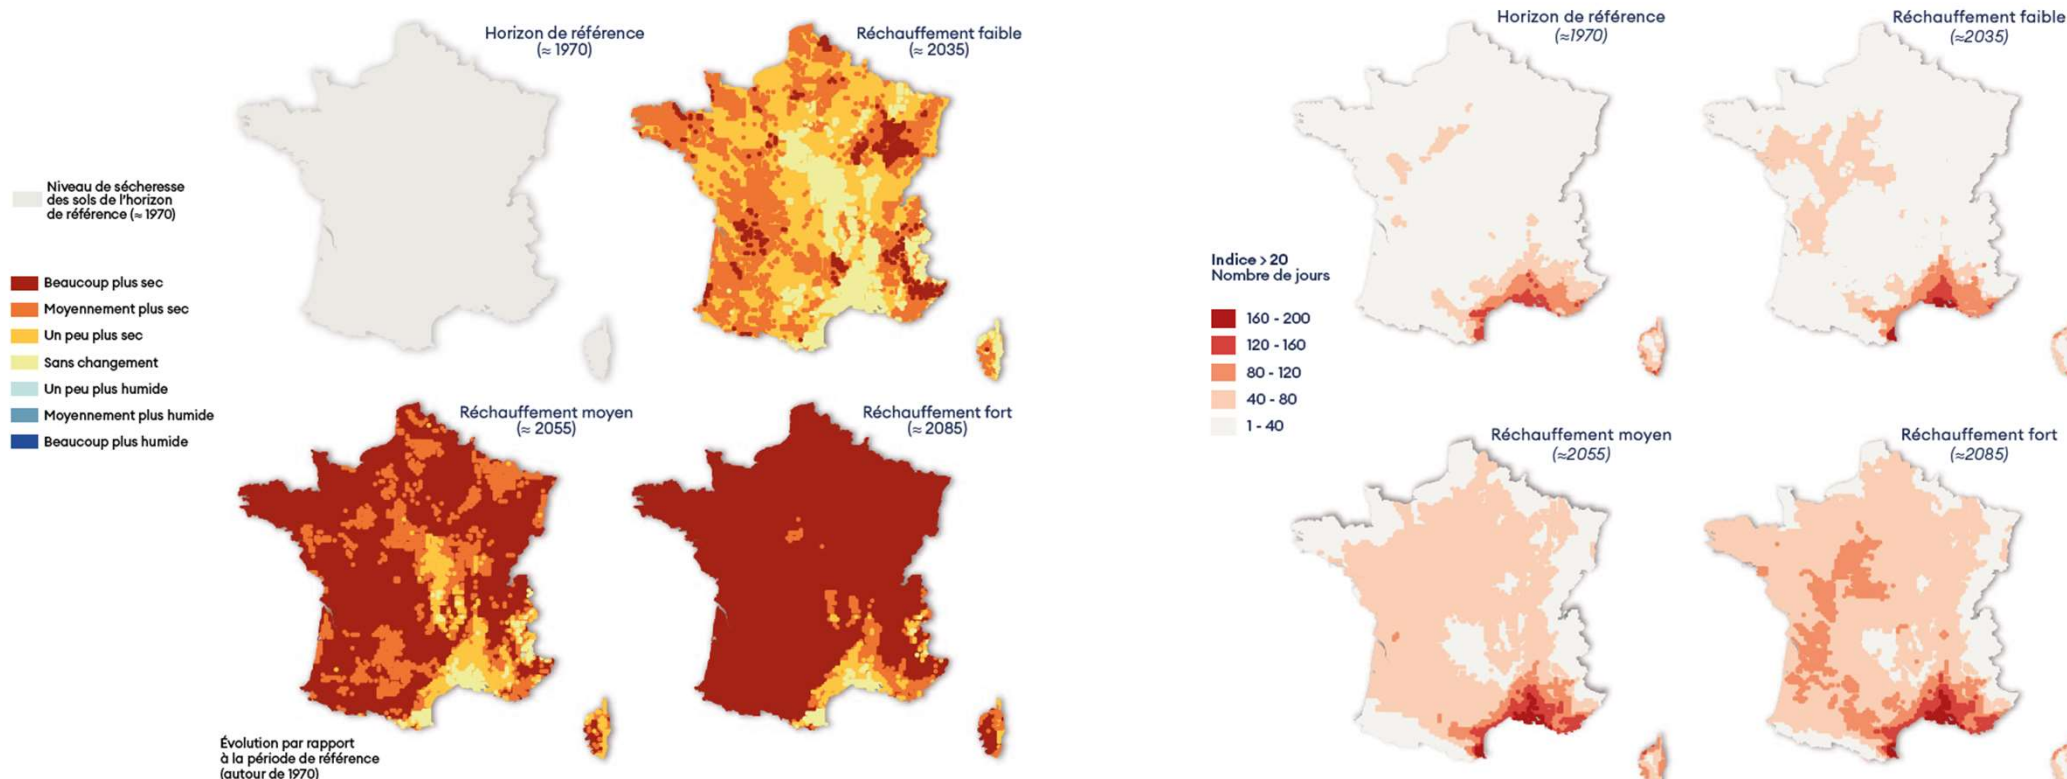 Horizon de référence
(≈ 1970)
Réchauffement faible
(≈ 2035)
Niveau de sécheresse
des sols de l'horizon
de référence (≈ 1970)
Beaucoup plus sec
Moyennement plus sec
Un peu plus sec
Sans changement
Un peu plus humide
Moyennement plus humide
Beaucoup plus humide
Réchauffement moyen
(≈ 2055)
Réchauffement fort
(≈ 2085)
Évolution par rapport
à la période de référence
(autour de 1970)
Horizon de référence
(≈1970)
Réchauffement faible
(≈2035)
Indice > 20
Nombre de jours
160 - 200
120 - 160
80 - 120
40 - 80
1 - 40
Réchauffement moyen
(≈2055)
Réchauffement fort
(≈2085)